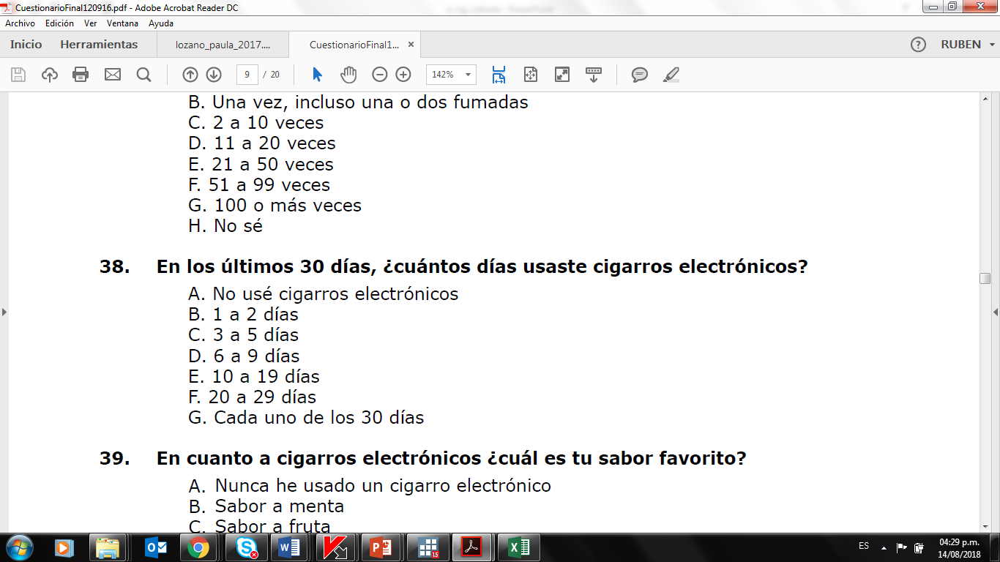 CuestionarioFinal120916.pdf - Adobe Acrobat Reader DC
Archivo Edición Ver Ventana Ayuda
Inicio Herramientas lozano_paula_2017.... CuestionarioFinal1... × ? RUBEN
9 / 20 142%
B. Una vez, incluso una o dos fumadas
C. 2 a 10 veces
D. 11 a 20 veces
E. 21 a 50 veces
F. 51 a 99 veces
G. 100 o más veces
H. No sé
38. En los últimos 30 días, ¿cuántos días usaste cigarros electrónicos?
A. No usé cigarros electrónicos
B. 1 a 2 días
C. 3 a 5 días
D. 6 a 9 días
E. 10 a 19 días
F. 20 a 29 días
G. Cada uno de los 30 días
39. En cuanto a cigarros electrónicos ¿cuál es tu sabor favorito?
A. Nunca he usado un cigarro electrónico
B. Sabor a menta
C. Sabor a fruta
15 ES 04:29 p.m.
14/08/2018